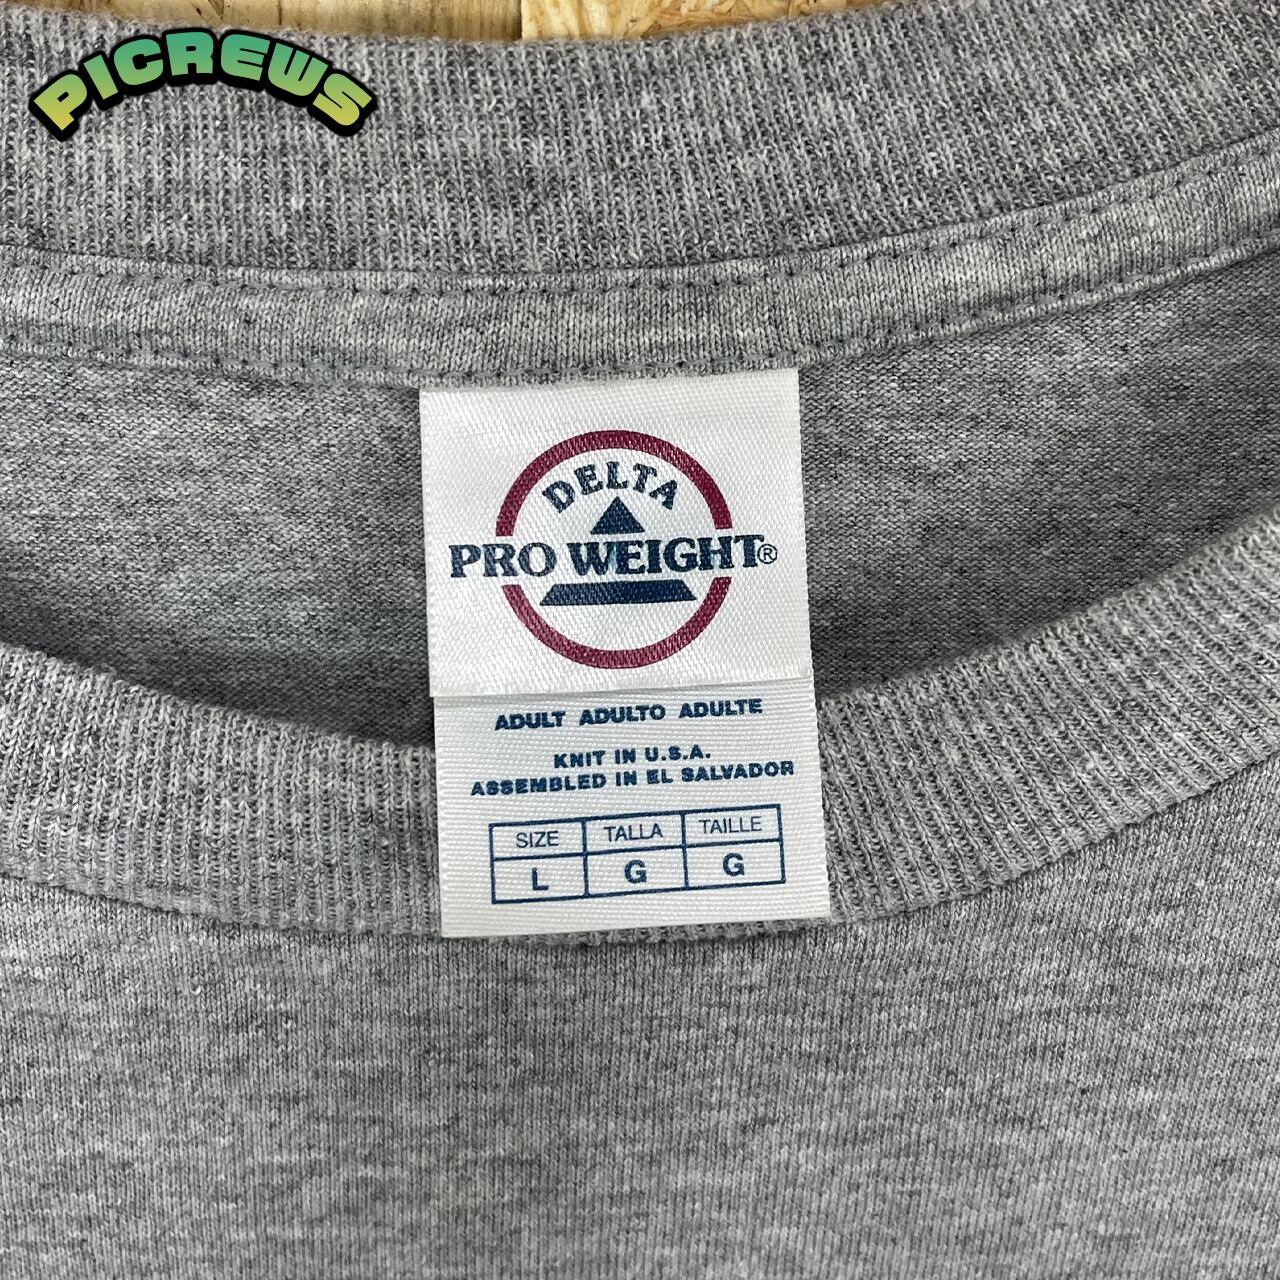 PICREWS
DELTA
PRO WEIGHT®
ADULT ADULTO ADULTE
KNIT IN U.S.A.
ASSEMBLED IN EL SALVADOR
SIZE TALLA TAILLE
L G G